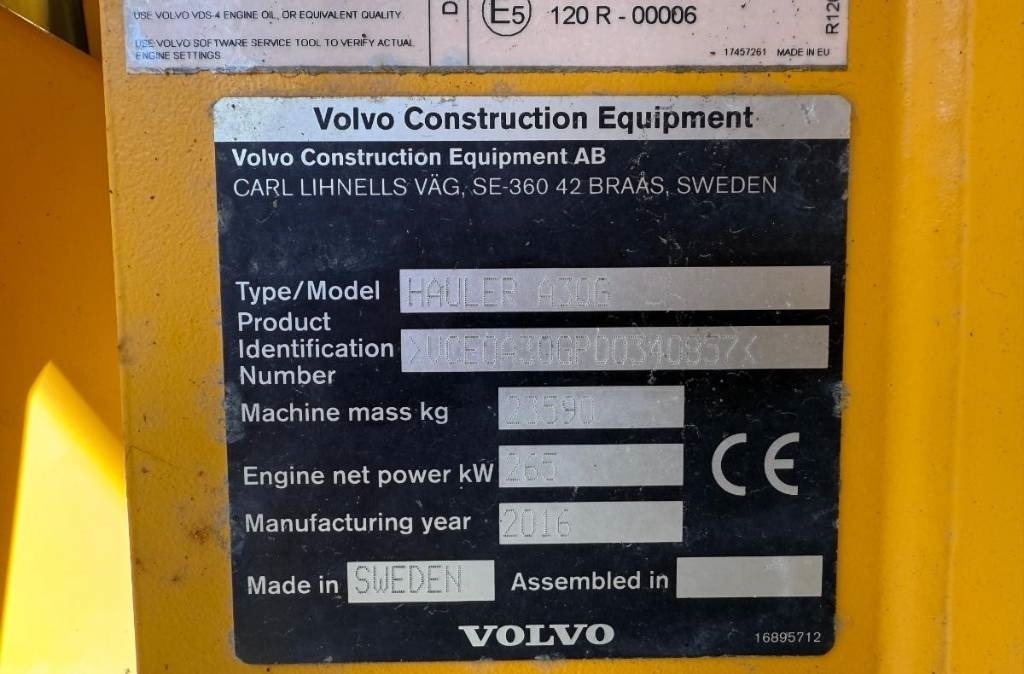 USE VOLVO VDS-4 ENGINE OIL, OR EQUIVALENT QUALITY
USE VOLVO SOFTWARE SERVICE TOOL TO VERIFY ACTUAL
ENGINE SETTINGS
D
E5
120 R - 00006
17457261 MADE IN EU
R120
Volvo Construction Equipment
Volvo Construction Equipment AB
CARL LIHNELLS VÄG, SE-360 42 BRAAS, SWEDEN
Type/Model HAULER A30G
Product
Identification >VCE0A30GP00340857<
Number
Machine mass kg 23590
Engine net power kW 265
CE
Manufacturing year 2016
Made in SWEDEN Assembled in
VOLVO
16895712